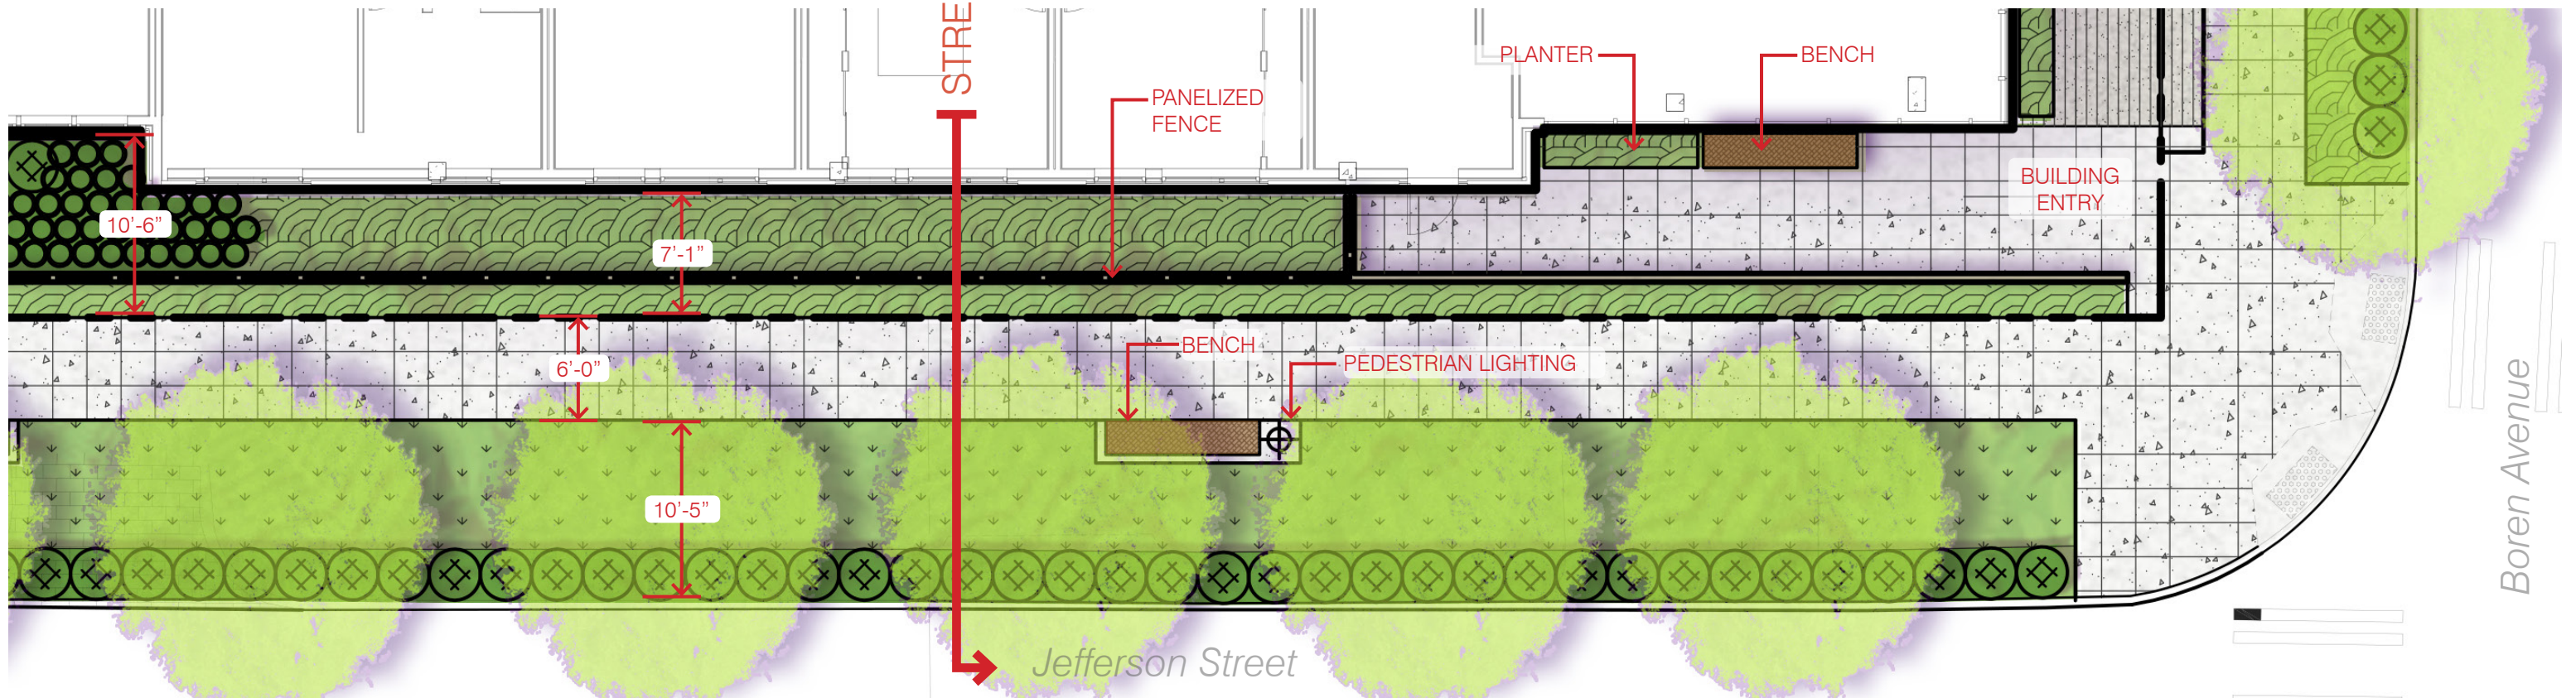 STRE
PLANTER
BENCH
PANELIZED
FENCE
BUILDING
ENTRY
10'-6”
7'-1”
BENCH
6'-0”
PEDESTRIAN LIGHTING
10'-5”
Jefferson Street
Boren Avenue